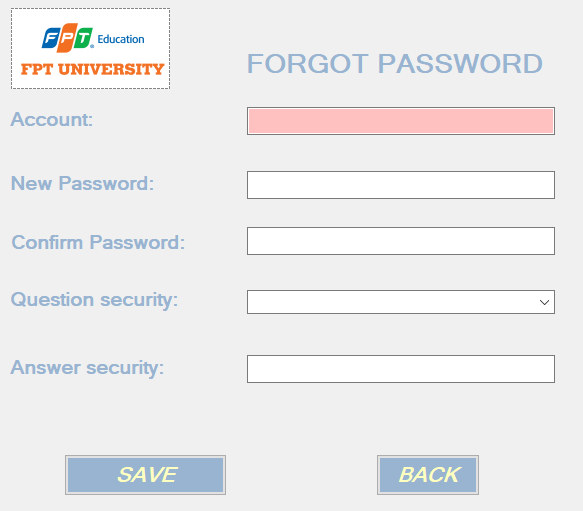 FPT Education
FPT UNIVERSITY
FORGOT PASSWORD
Account:
New Password:
Confirm Password:
Question security:
Answer security:
SAVE
BACK